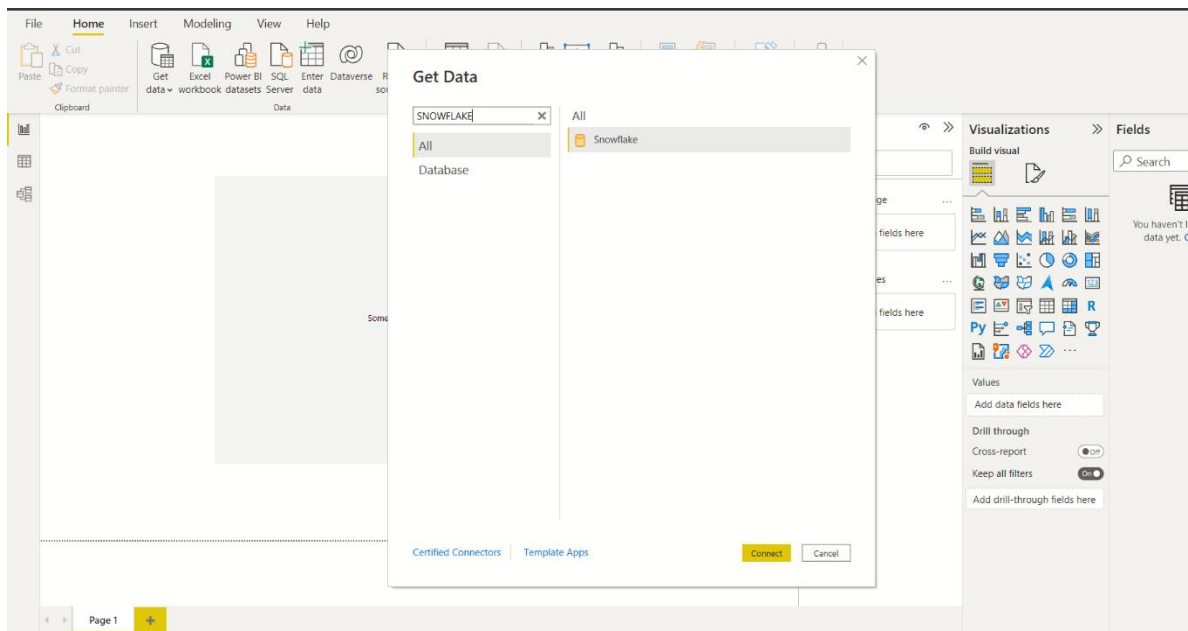 File Home Insert Modeling View Help
Paste
Cut
Copy
Format painter
Clipboard
Get data
Excel workbook
Power BI datasets
SQL Server
Enter data
Dataverse
Data
Get Data
SNOWFLAKE
All
Database
All
Snowflake
Certified Connectors
Template Apps
Connect
Cancel
fields here
fields here
Visualizations
Build visual
123
R
Py
Values
Add data fields here
Drill through
Cross-report
Off
Keep all filters
On
Add drill-through fields here
Fields
Search
You haven't
data yet.
Page 1